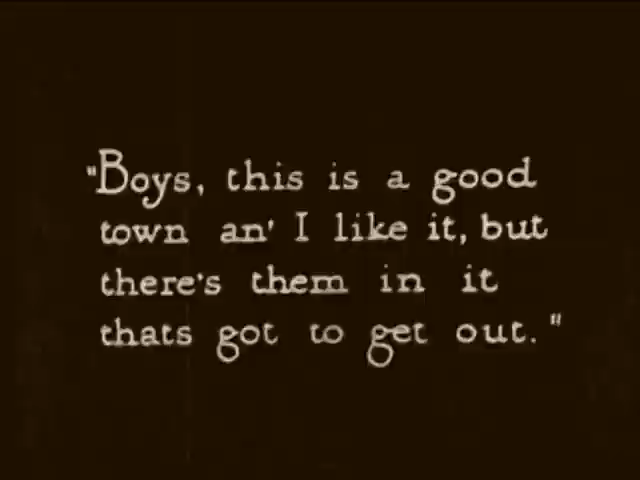 "Boys, this is a good
town an' I like it, but
there's them in it
thats got to get out."